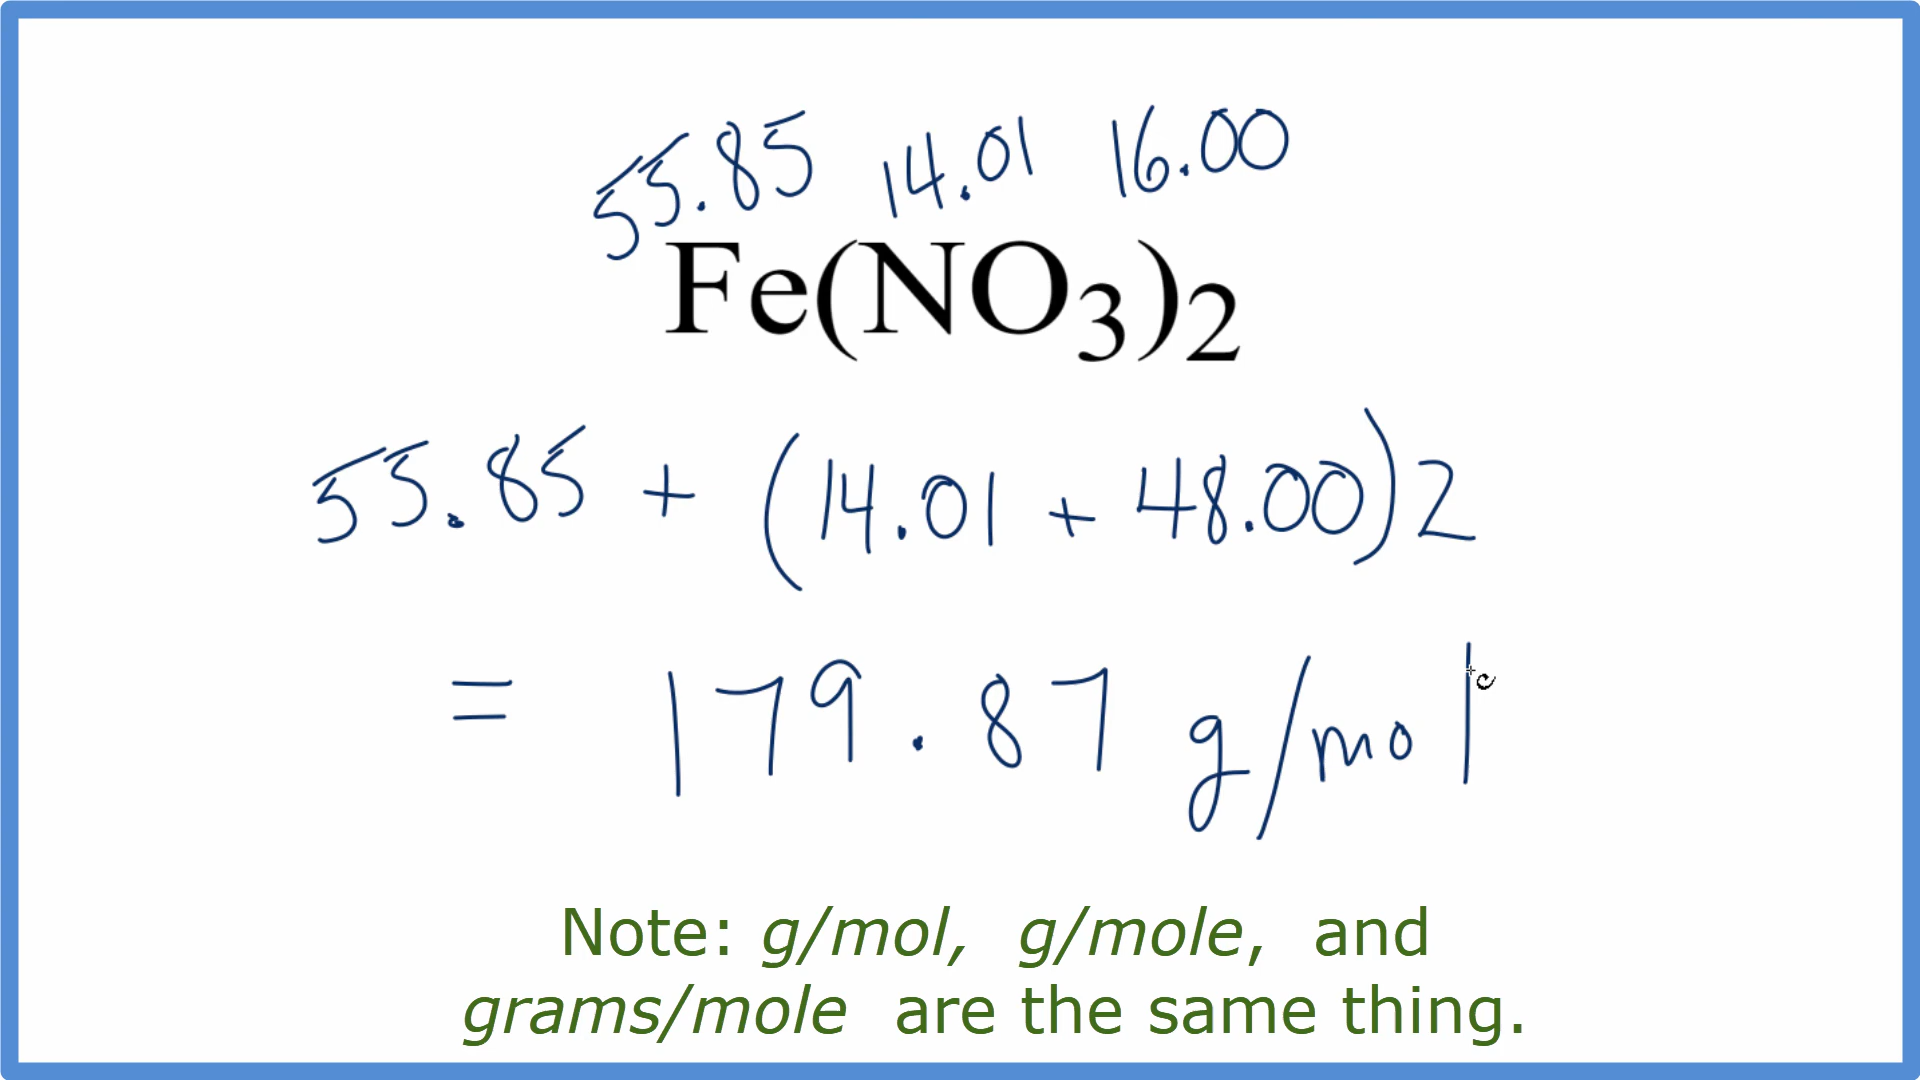 55.85 14.01 16.00
Fe(NO₃)₂
55.85 + (14.01 + 48.00)2
= 179.87 g/mol
Note: g/mol, g/mole, and
grams/mole are the same thing.